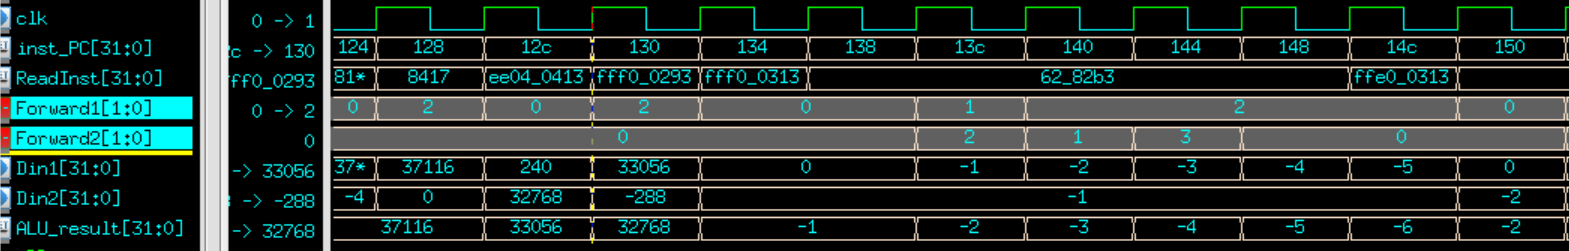 clk 0 -> 1
inst_PC[31:0] 2c -> 130 124 128 12c 130 134 138 13c 140 144 148 14c 150
ReadInst[31:0] fff0_0293 81* 8417 ee04_0413 fff0_0293 fff0_0313 62_82b3 ffe0_0313
Forward1[1:0] 0 -> 2 0 2 0 2 0 1 2 0
Forward2[1:0] 0 0 2 1 3 0
Din1[31:0] -> 33056 37* 37116 240 33056 0 -1 -2 -3 -4 -5 0
Din2[31:0] -> -288 -4 0 32768 -288 -1 -2
ALU_result[31:0] -> 32768 37116 33056 32768 -1 -2 -3 -4 -5 -6 -2